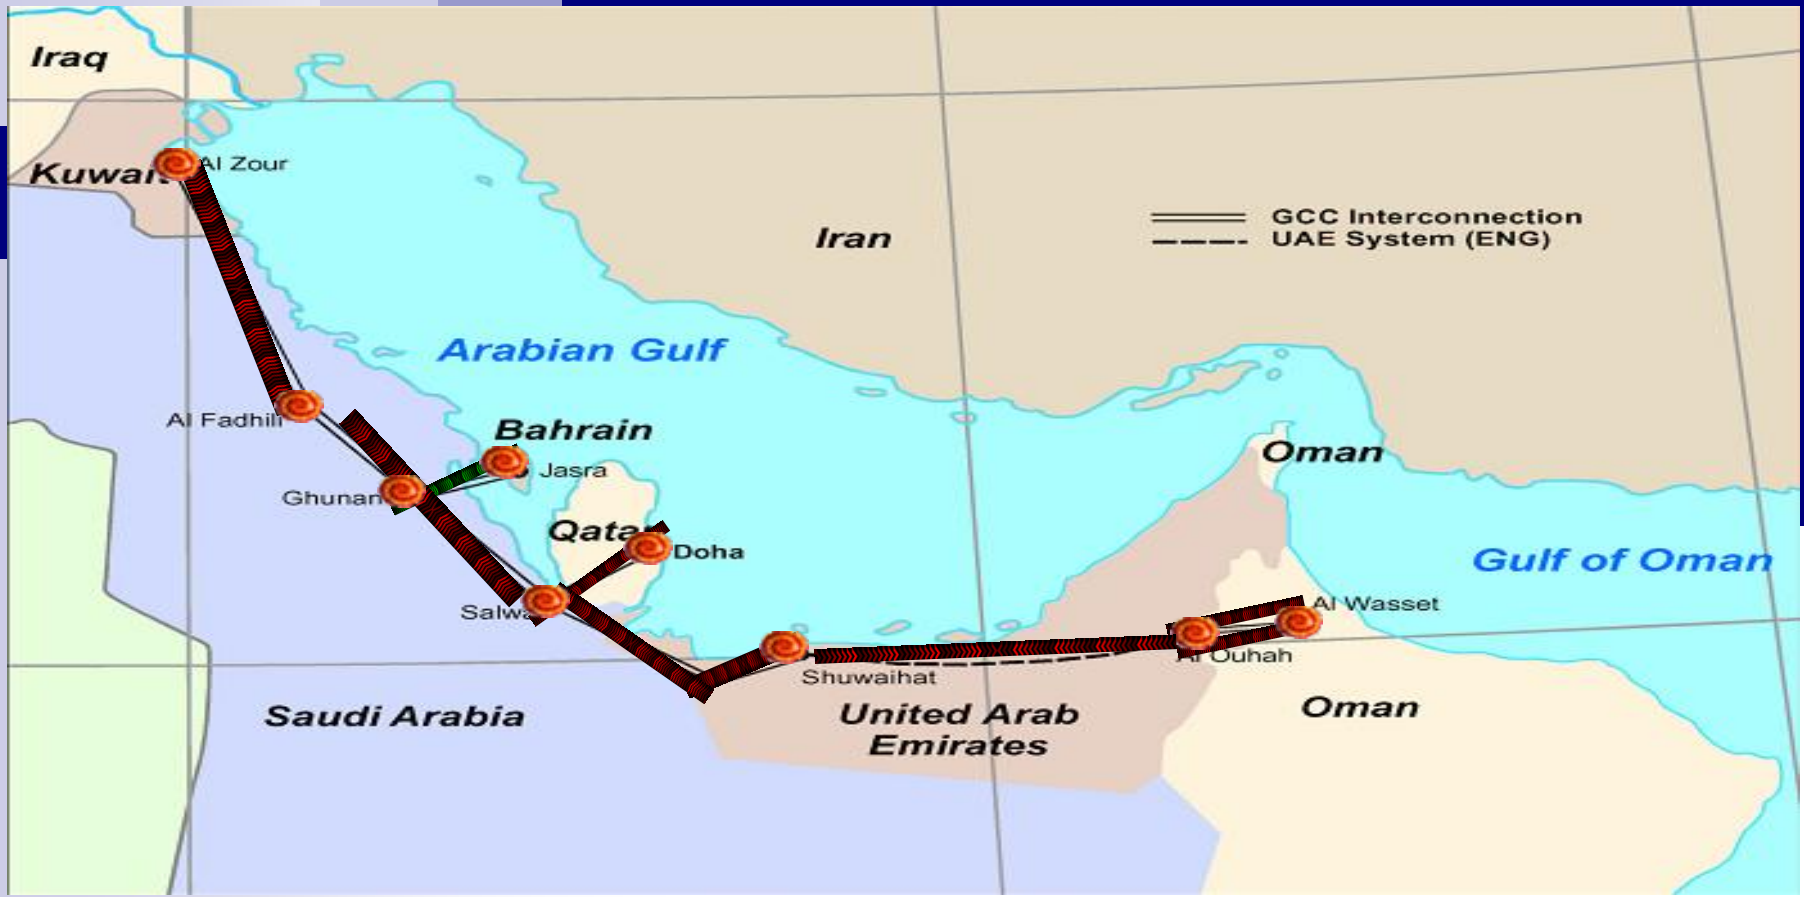 Iraq
Kuwait
Al Zour
Iran
GCC Interconnection
UAE System (ENG)
Arabian Gulf
Al Fadhili
Bahrain
Jasra
Ghunan
Qatar
Doha
Oman
Gulf of Oman
Salwa
Al Wasset
Al Ouhah
Shuwaihat
Saudi Arabia
United Arab
Emirates
Oman